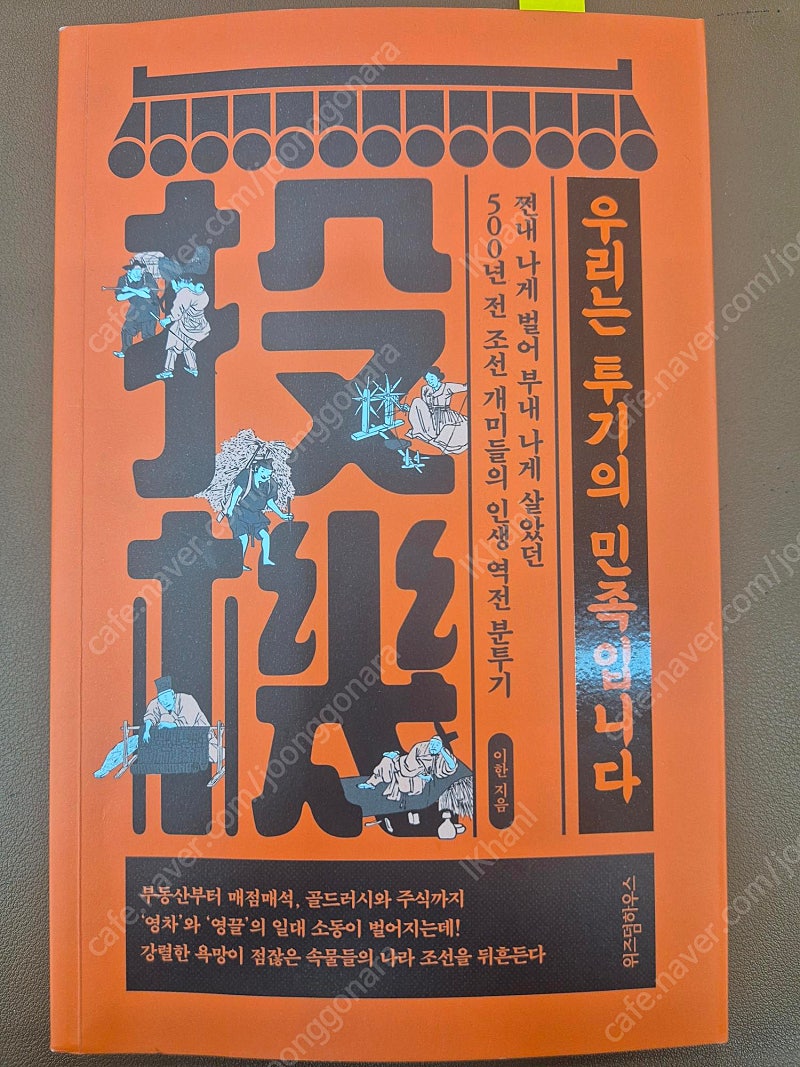 우리는 투기의 민족입니다
쩐내 나게 벌어 부내 나게 살았던
500년 전 조선 개미들의 인생 역전 분투기
이한 지음
投機
부동산부터 매점매석, 골드러시와 주식까지
‘영차’와 ‘영끌’의 일대 소동이 벌어지는데!
강렬한 욕망이 점잖은 속물들의 나라 조선을 뒤흔든다
위즈덤하우스
cafe.naver.com/joonggonara
lKhanl